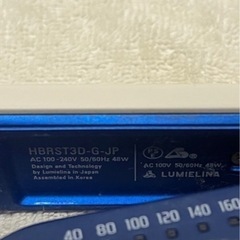 HBRST3D-G-JP
AC 100-240V 50/60Hz 48W
Design and Technology
by Lumielina in Japan
Assembled in Korea
AC 100V 50/60Hz 48W
LUMIELINA
40 80 100 120 140 160